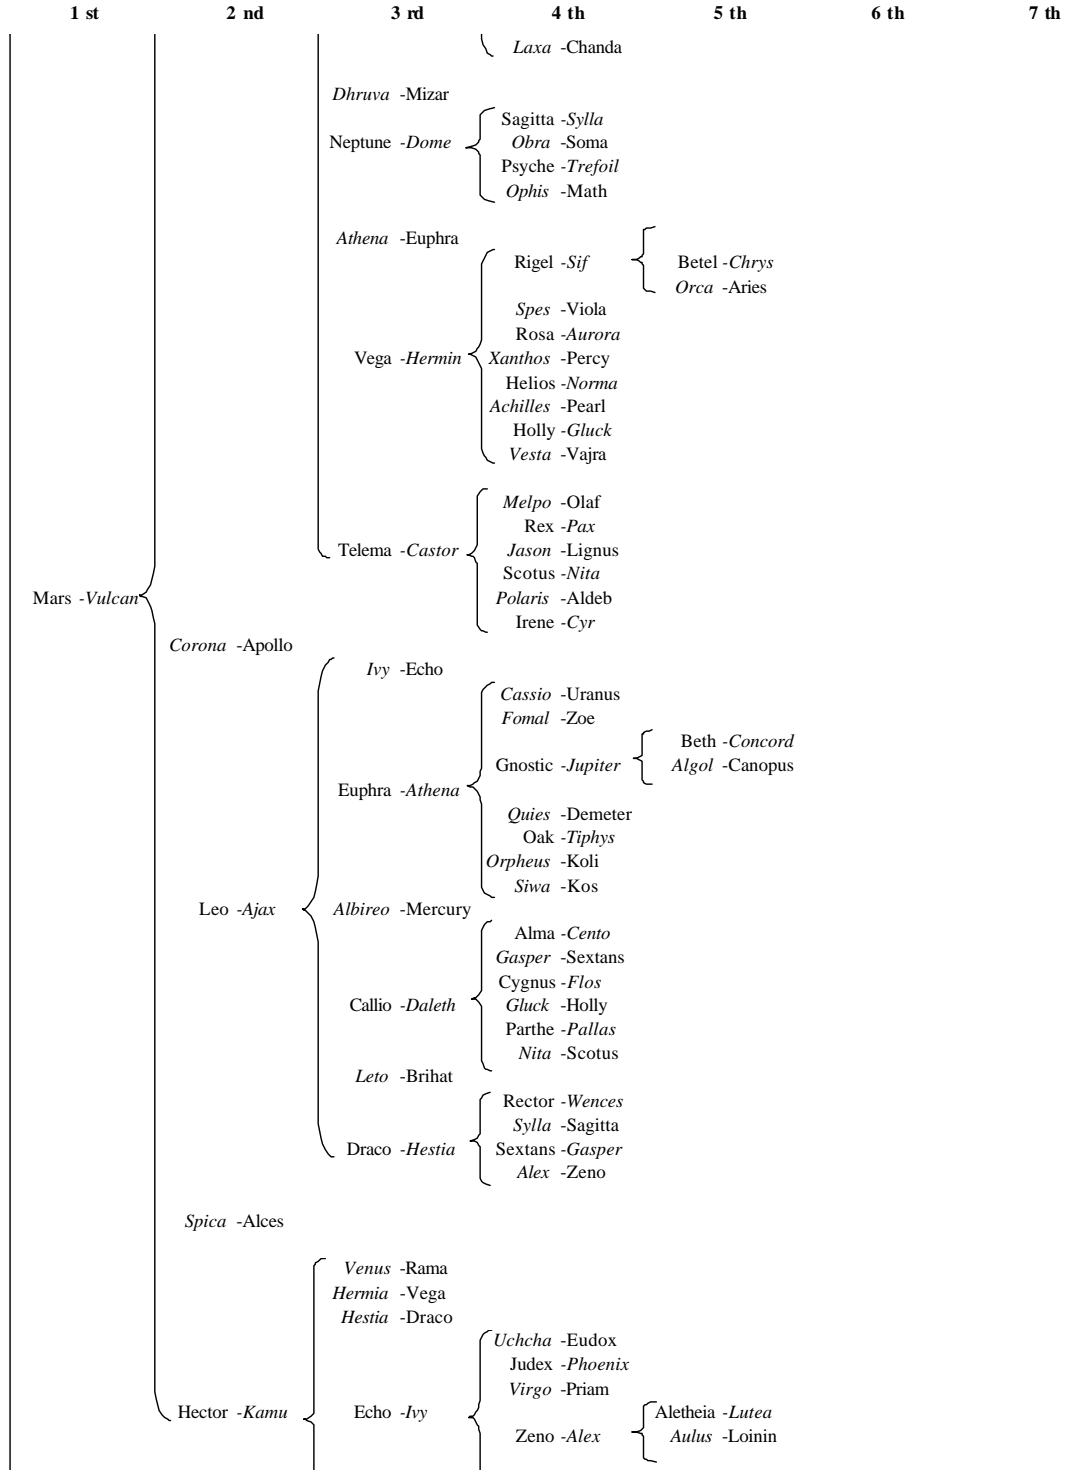 1 st 2 nd 3 rd 4 th 5 th 6 th 7 th
Laxa -Chanda
Dhruva -Mizar
Sagitta -Sylla
Neptune -Dome Obra -Soma
Psyche -Trefoil
Ophis -Math
Athena -Euphra
Rigel -Sif Betel -Chrys
Orca -Aries
Spes -Viola
Rosa -Aurora
Vega -Hermin Xanthos -Percy
Helios -Norma
Achilles -Pearl
Holly -Gluck
Vesta -Vajra
Melpo -Olaf
Rex -Pax
Telema -Castor Jason -Lignus
Scotus -Nita
Mars -Vulcan Polaris -Aldeb
Irene -Cyr
Corona -Apollo
Ivy -Echo
Cassio -Uranus
Fomal -Zoe
Beth -Concord
Gnostic -Jupiter Algol -Canopus
Euphra -Athena
Quies -Demeter
Oak -Tiphys
Orpheus -Koli
Siwa -Kos
Leo -Ajax Albireo -Mercury
Alma -Cento
Gasper -Sextans
Cygnus -Flos
Callio -Daleth Gluck -Holly
Parthe -Pallas
Nita -Scotus
Leto -Brihat
Rector -Wences
Sylla -Sagitta
Draco -Hestia Sextans -Gasper
Alex -Zeno
Spica -Alces
Venus -Rama
Hermia -Vega
Hestia -Draco
Uchcha -Eudox
Judex -Phoenix
Virgo -Priam
Hector -Kamu Echo -Ivy Aletheia -Lutea
Zeno -Alex Aulus -Loinin